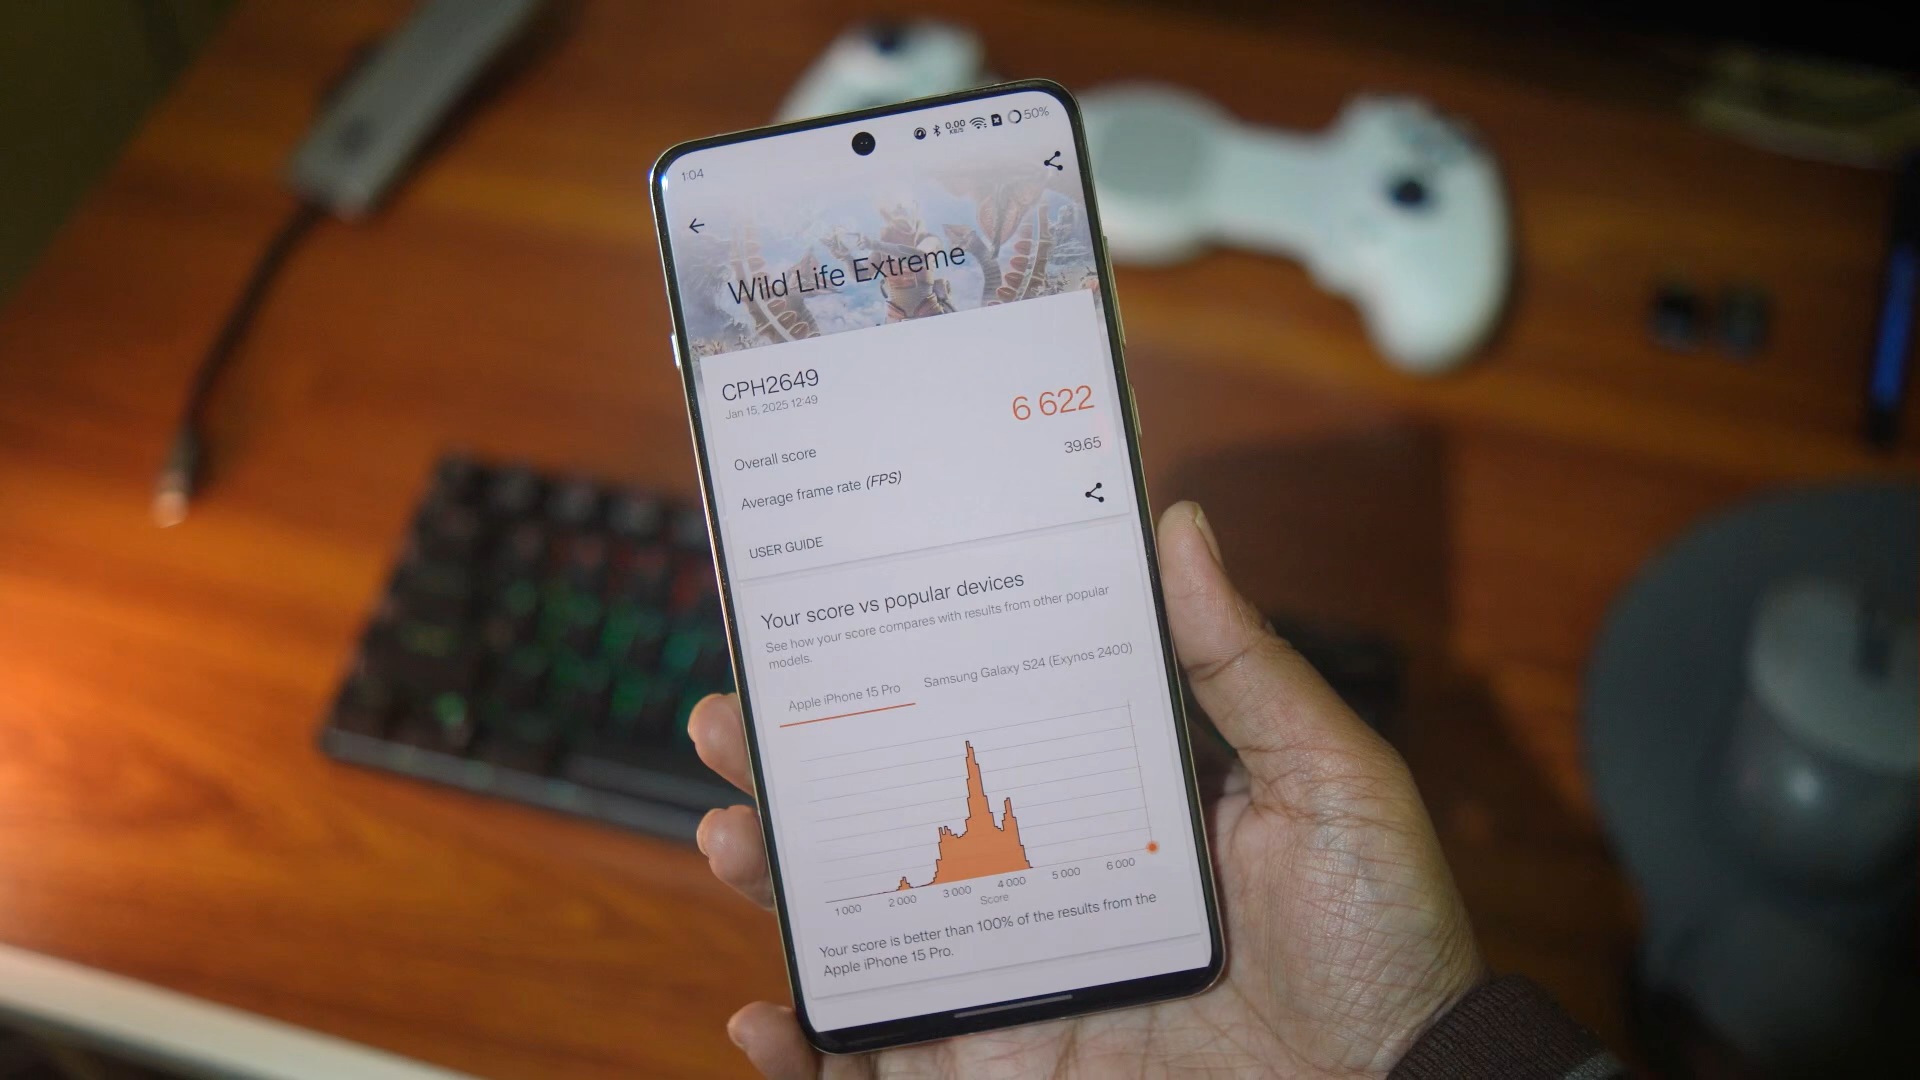 1:04
0.00
KB/S
50%
Wild Life Extreme
CPH2649
Jan 15, 2025 12:49
6 622
Overall score
39.65
Average frame rate (FPS)
USER GUIDE
Your score vs popular devices
See how your score compares with results from other popular
models.
Apple iPhone 15 Pro
Samsung Galaxy S24 (Exynos 2400)
1 000
2 000
3 000
4 000
5 000
6 000
Score
Your score is better than 100% of the results from the
Apple iPhone 15 Pro.